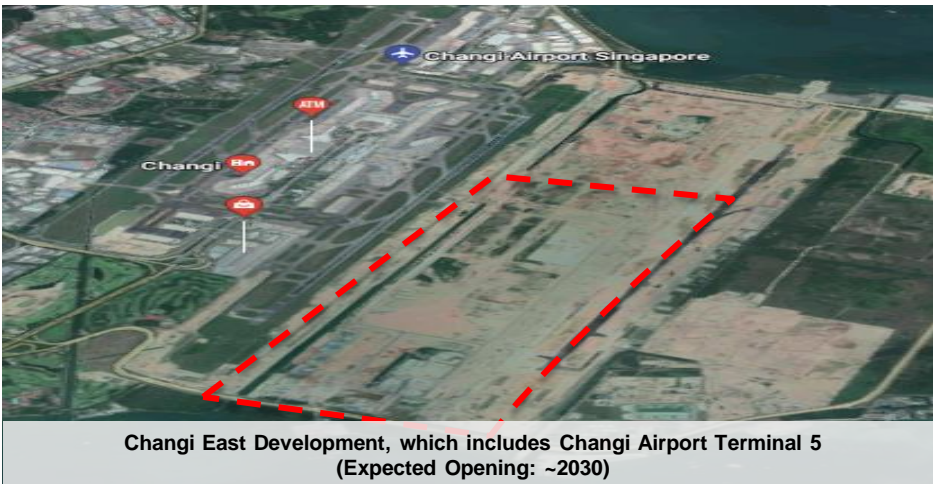 Changi Airport Singapore
ATM
Changi
Changi East Development, which includes Changi Airport Terminal 5
(Expected Opening: ~2030)